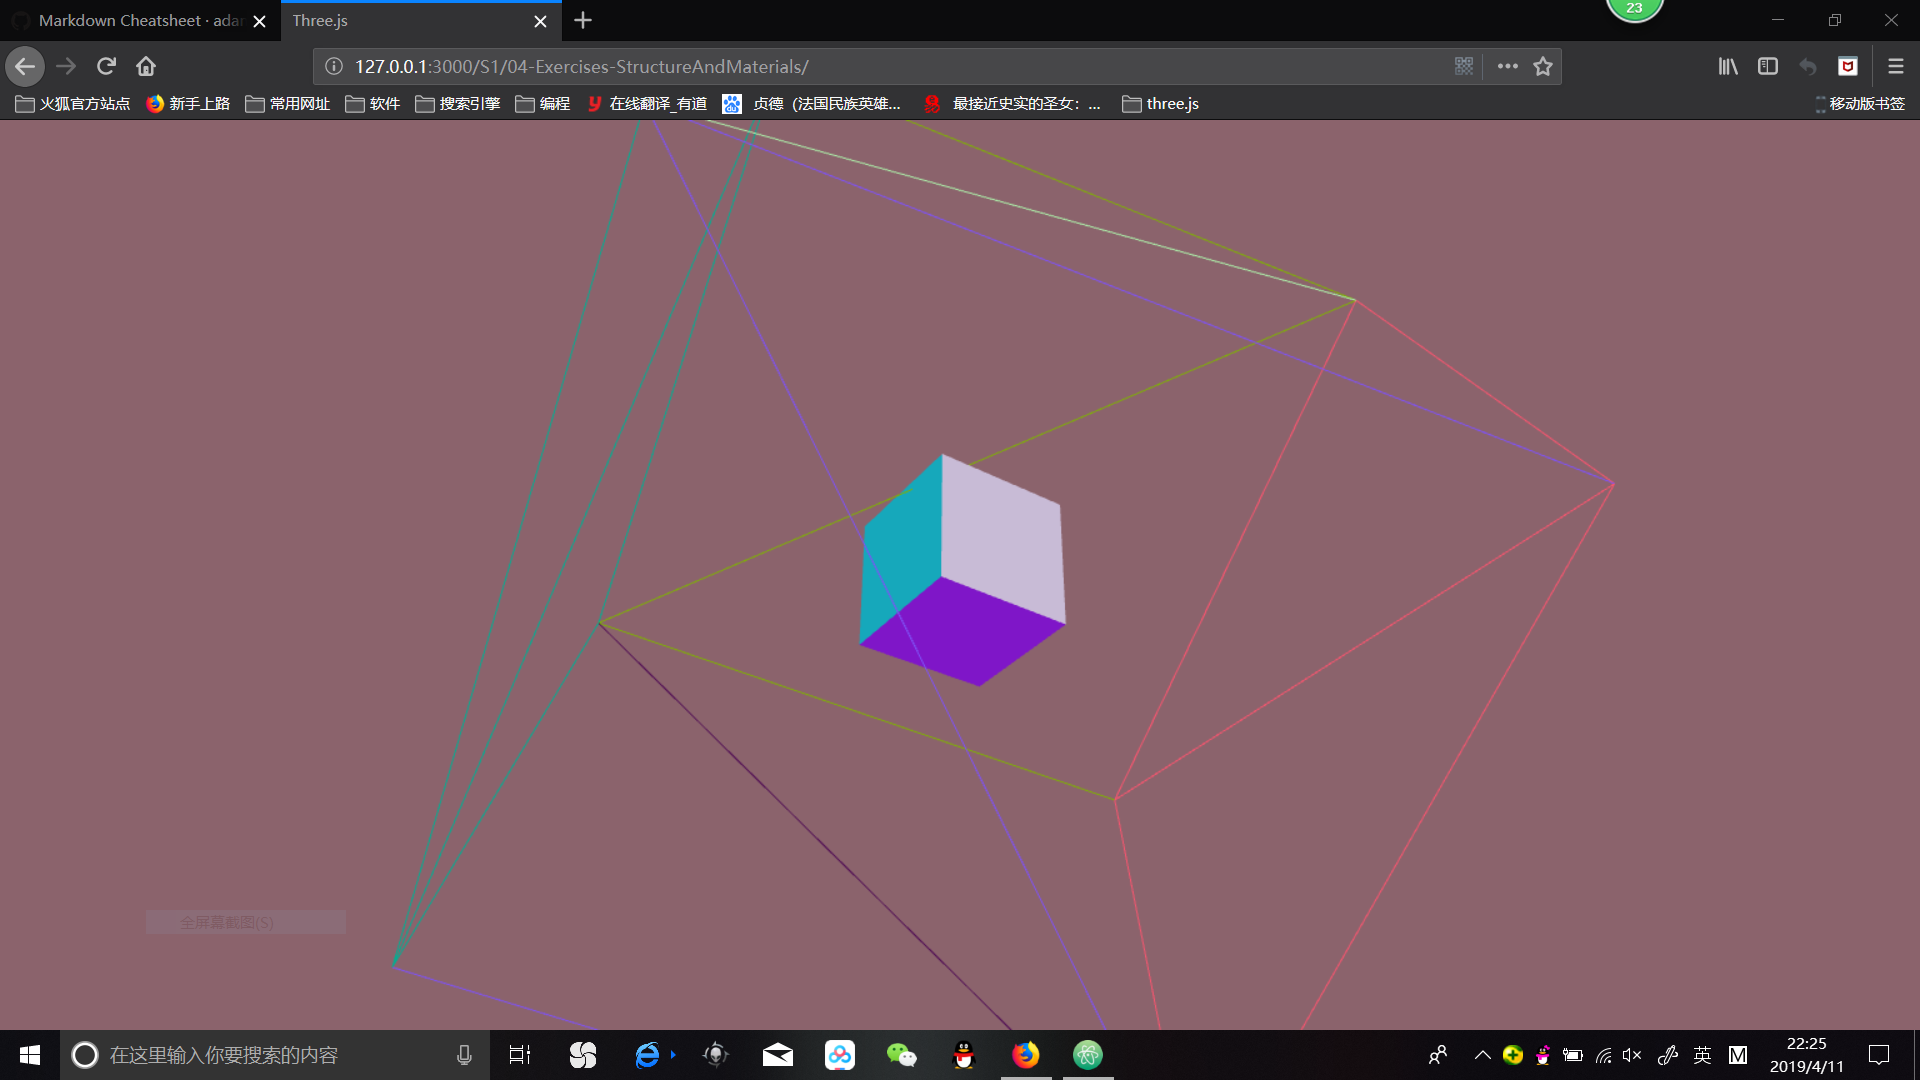 Markdown Cheatsheet · adar
Three.js
23
127.0.0.1:3000/S1/04-Exercises-StructureAndMaterials/
火狐官方站点 新手上路 常用网址 软件 搜索引擎 编程 在线翻译_有道 贞德（法国民族英雄... 最接近史实的圣女：... three.js 移动版书签
全屏幕截图(S)
在这里输入你要搜索的内容
英
M
22:25
2019/4/11